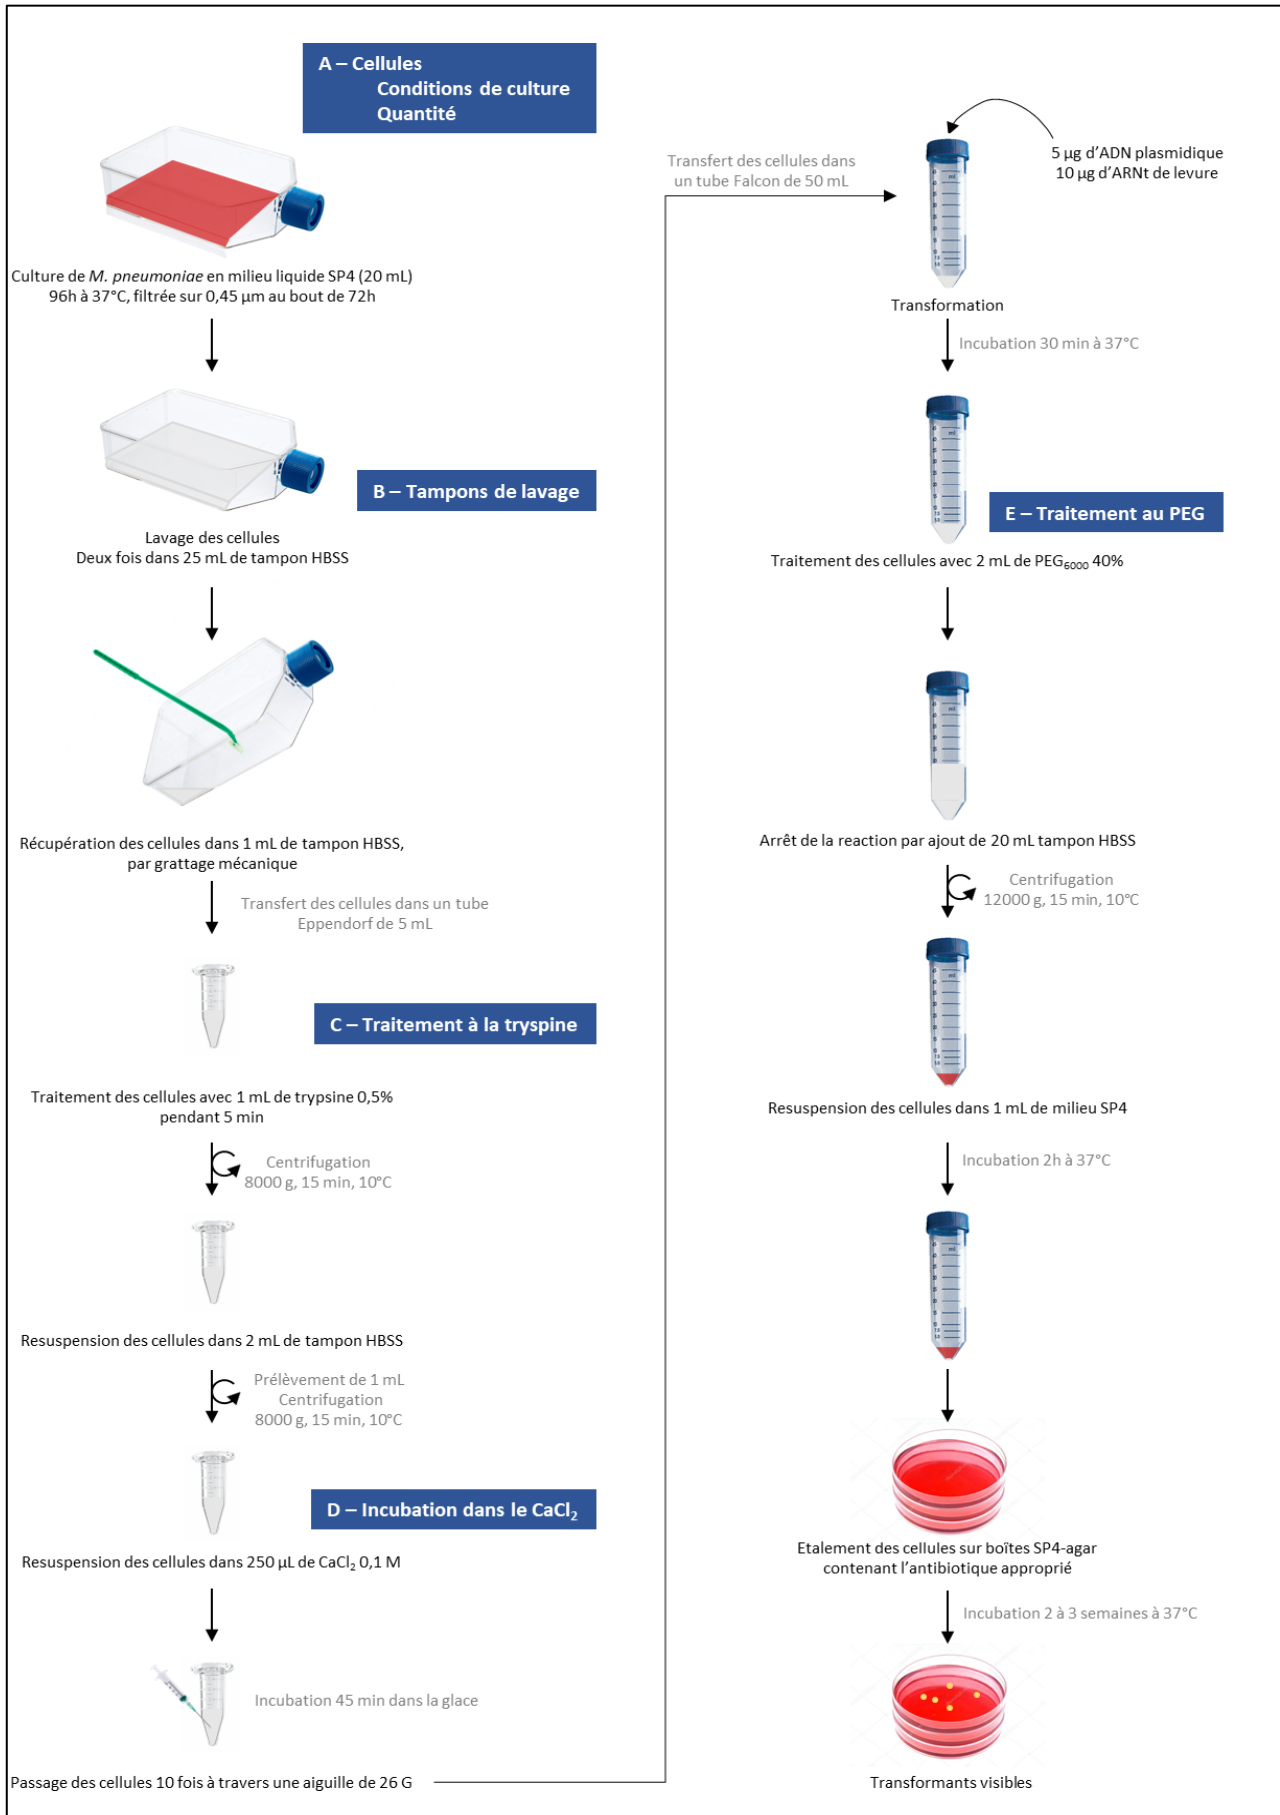 A – Cellules
Conditions de culture
Quantité
Culture de M. pneumoniae en milieu liquide SP4 (20 mL)
96h à 37°C, filtrée sur 0,45 µm au bout de 72h
B – Tampons de lavage
Lavage des cellules
Deux fois dans 25 mL de tampon HBSS
Récupération des cellules dans 1 mL de tampon HBSS,
par grattage mécanique
Transfert des cellules dans un tube
Eppendorf de 5 mL
C – Traitement à la tryspine
Traitement des cellules avec 1 mL de trypsine 0,5%
pendant 5 min
Centrifugation
8000 g, 15 min, 10°C
Resuspension des cellules dans 2 mL de tampon HBSS
Prélèvement de 1 mL
Centrifugation
8000 g, 15 min, 10°C
D – Incubation dans le CaCl₂
Resuspension des cellules dans 250 µL de CaCl₂ 0,1 M
Incubation 45 min dans la glace
Passage des cellules 10 fois à travers une aiguille de 26 G
Transfert des cellules dans
un tube Falcon de 50 mL
5 µg d’ADN plasmidique
10 µg d’ARNt de levure
Transformation
Incubation 30 min à 37°C
E – Traitement au PEG
Traitement des cellules avec 2 mL de PEG₆₀₀₀ 40%
Arrêt de la reaction par ajout de 20 mL tampon HBSS
Centrifugation
12000 g, 15 min, 10°C
Resuspension des cellules dans 1 mL de milieu SP4
Incubation 2h à 37°C
Etalement des cellules sur boîtes SP4-agar
contenant l’antibiotique approprié
Incubation 2 à 3 semaines à 37°C
Transformants visibles